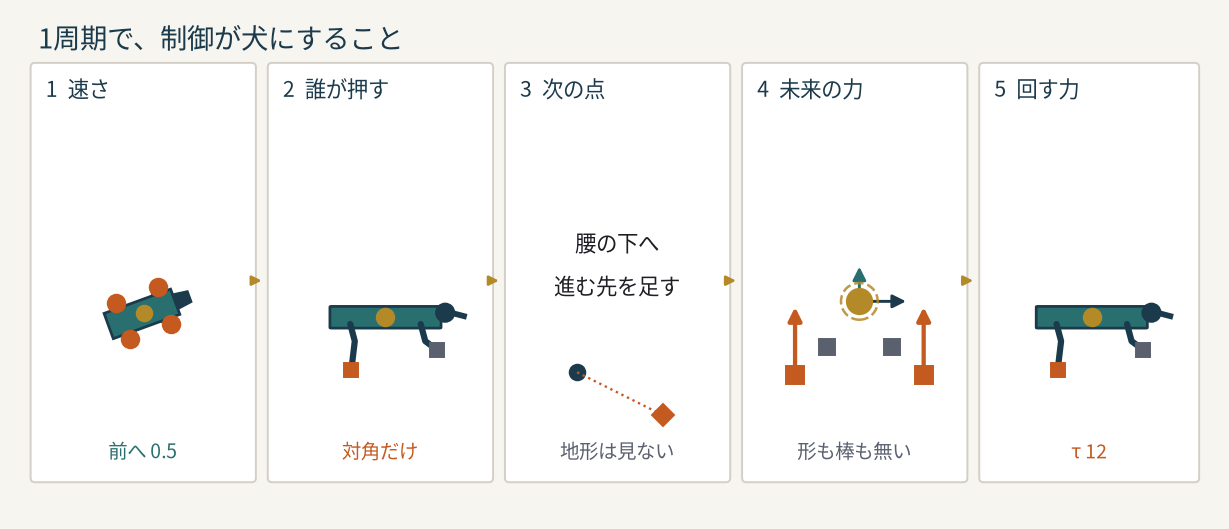 1周期で、制御が犬にすること
1 速さ
前へ 0.5
2 誰が押す
対角だけ
3 次の点
腰の下へ
進む先を足す
地形は見ない
4 未来の力
形も棒も無い
5 回す力
τ 12